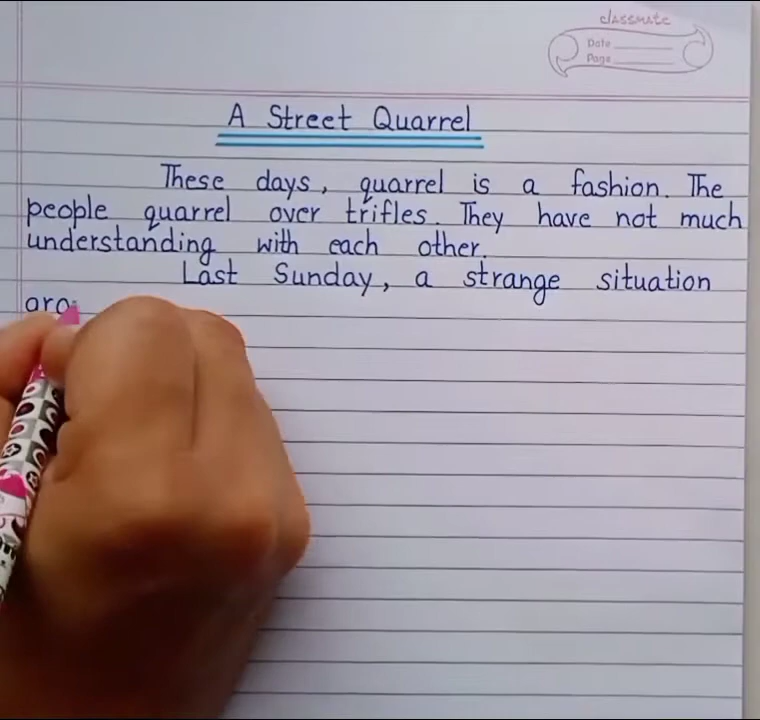 classmate
Date
Page
A Street Quarrel
These days, quarrel is a fashion. The
people quarrel over trifles. They have not much
understanding with each other.
Last Sunday, a strange situation
aro